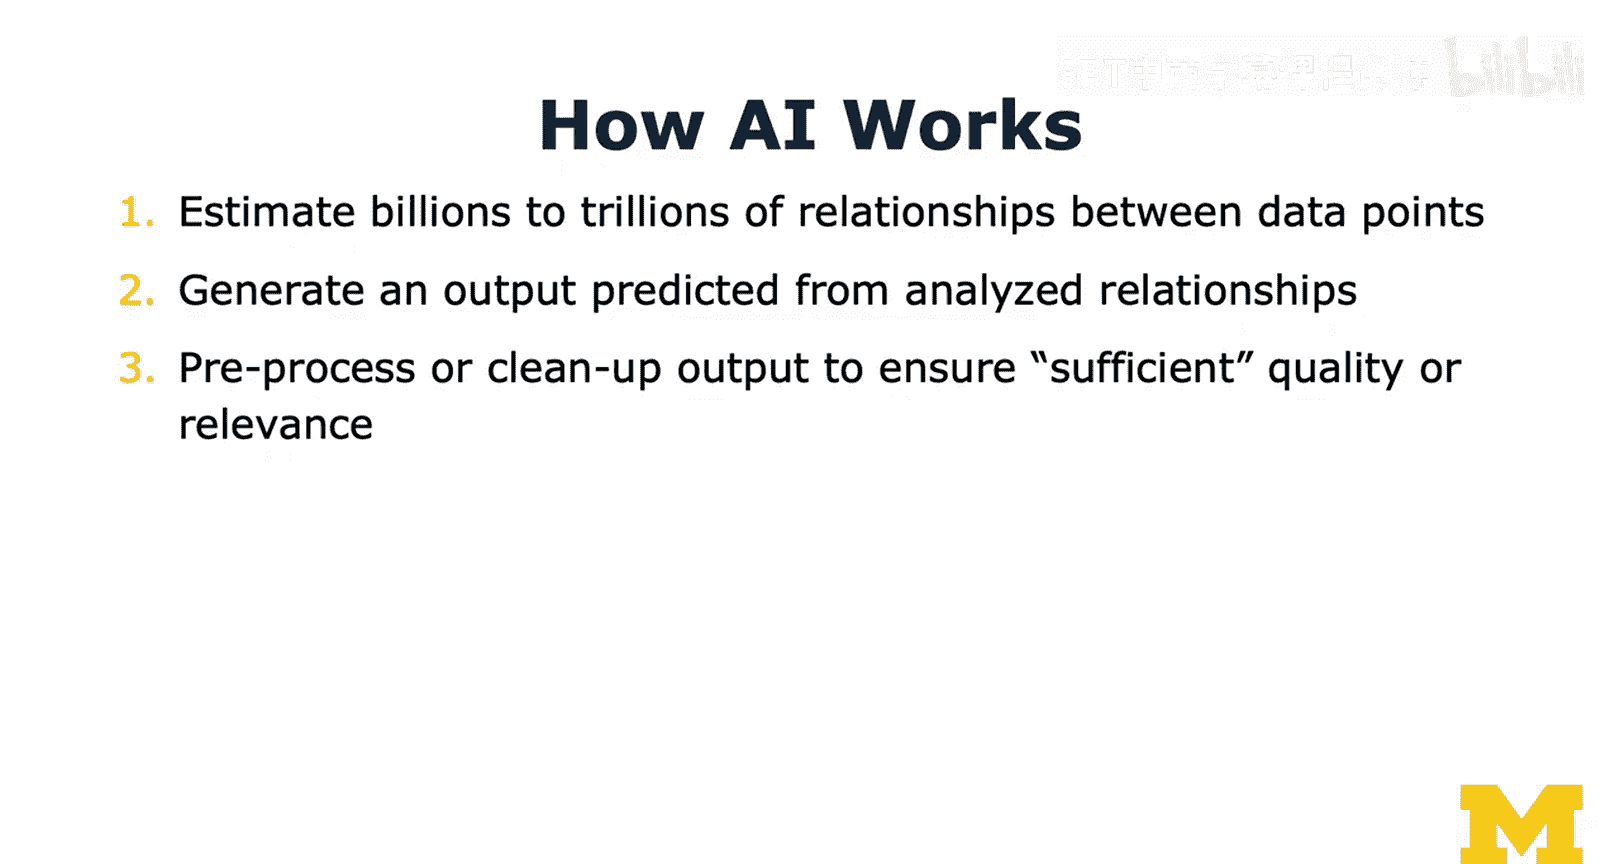 bilibili
How AI Works
1. Estimate billions to trillions of relationships between data points
2. Generate an output predicted from analyzed relationships
3. Pre-process or clean-up output to ensure “sufficient” quality or
relevance
M